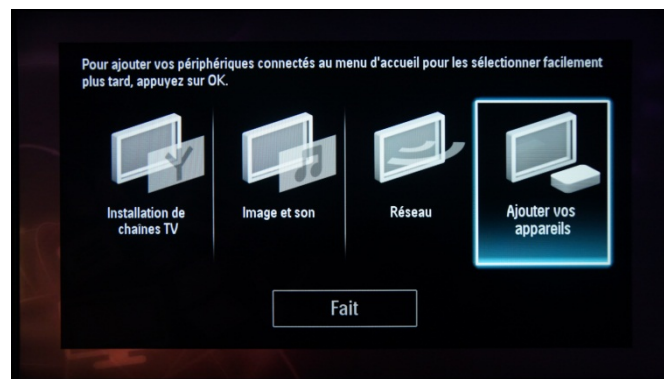 Pour ajouter vos périphériques connectés au menu d'accueil pour les sélectionner facilement
plus tard, appuyez sur OK.
Installation de
chaines TV
Image et son
Réseau
Ajouter vos
appareils
Fait